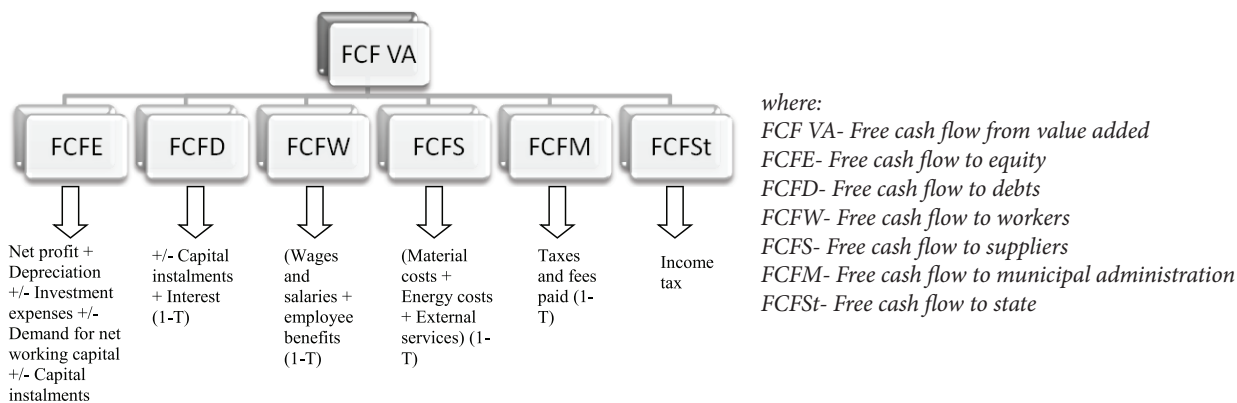 FCF VA
FCFE
FCFD
FCFW
FCFS
FCFM
FCFSt
Net profit +
Depreciation
+/- Investment
expenses +/-
Demand for net
working capital
+/- Capital
instalments
+/- Capital
instalments
+ Interest
(1-T)
(Wages
and
salaries +
employee
benefits
(1-T)
(Material
costs +
Energy costs
+ External
services) (1-
T)
Taxes
and fees
paid (1-
T)
Income
tax
where:
FCF VA- Free cash flow from value added
FCFE- Free cash flow to equity
FCFD- Free cash flow to debts
FCFW- Free cash flow to workers
FCFS- Free cash flow to suppliers
FCFM- Free cash flow to municipal administration
FCFSt- Free cash flow to state